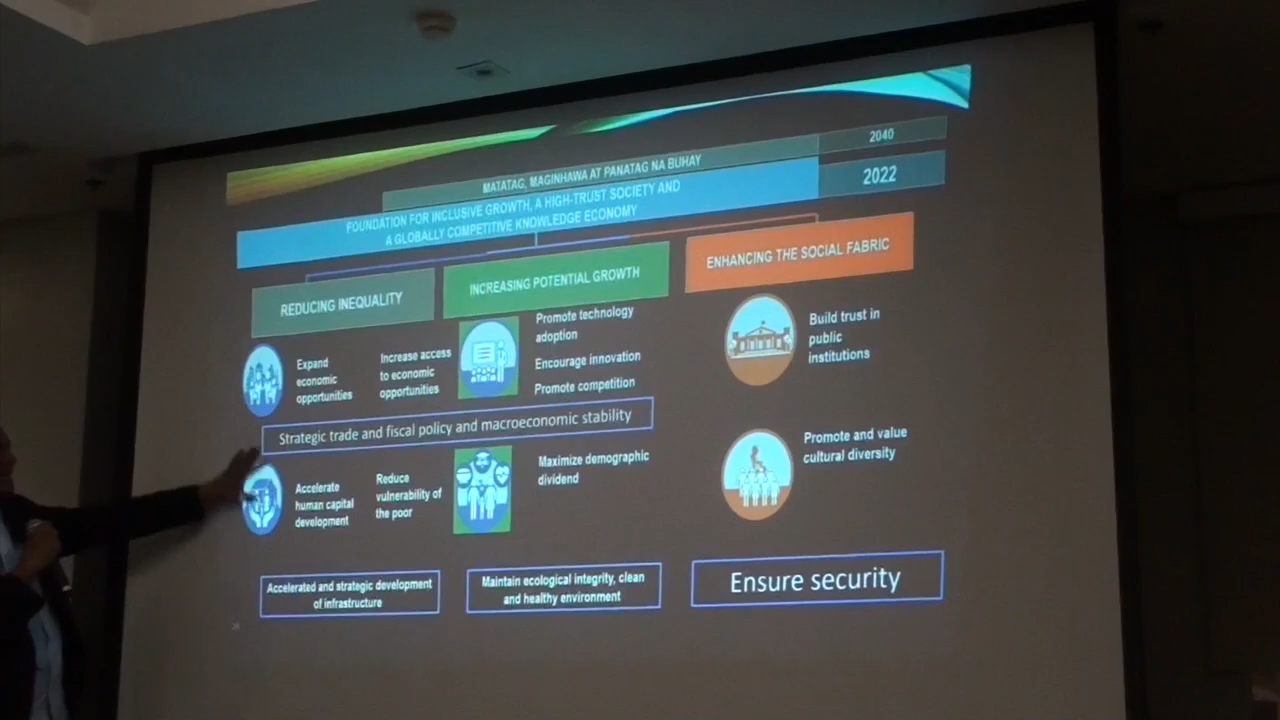 2040
MATATAG, MAGINHAWA AT PANATAG NA BUHAY
2022
FOUNDATION FOR INCLUSIVE GROWTH, A HIGH-TRUST SOCIETY AND
A GLOBALLY COMPETITIVE KNOWLEDGE ECONOMY
REDUCING INEQUALITY
INCREASING POTENTIAL GROWTH
ENHANCING THE SOCIAL FABRIC
Expand
economic
opportunities
Increase access
to economic
opportunities
Promote technology
adoption
Encourage innovation
Promote competition
Build trust in
public
institutions
Strategic trade and fiscal policy and macroeconomic stability
Accelerate
human capital
development
Reduce
vulnerability of
the poor
Maximize demographic
dividend
Promote and value
cultural diversity
Accelerated and strategic development
of infrastructure
Maintain ecological integrity, clean
and healthy environment
Ensure security